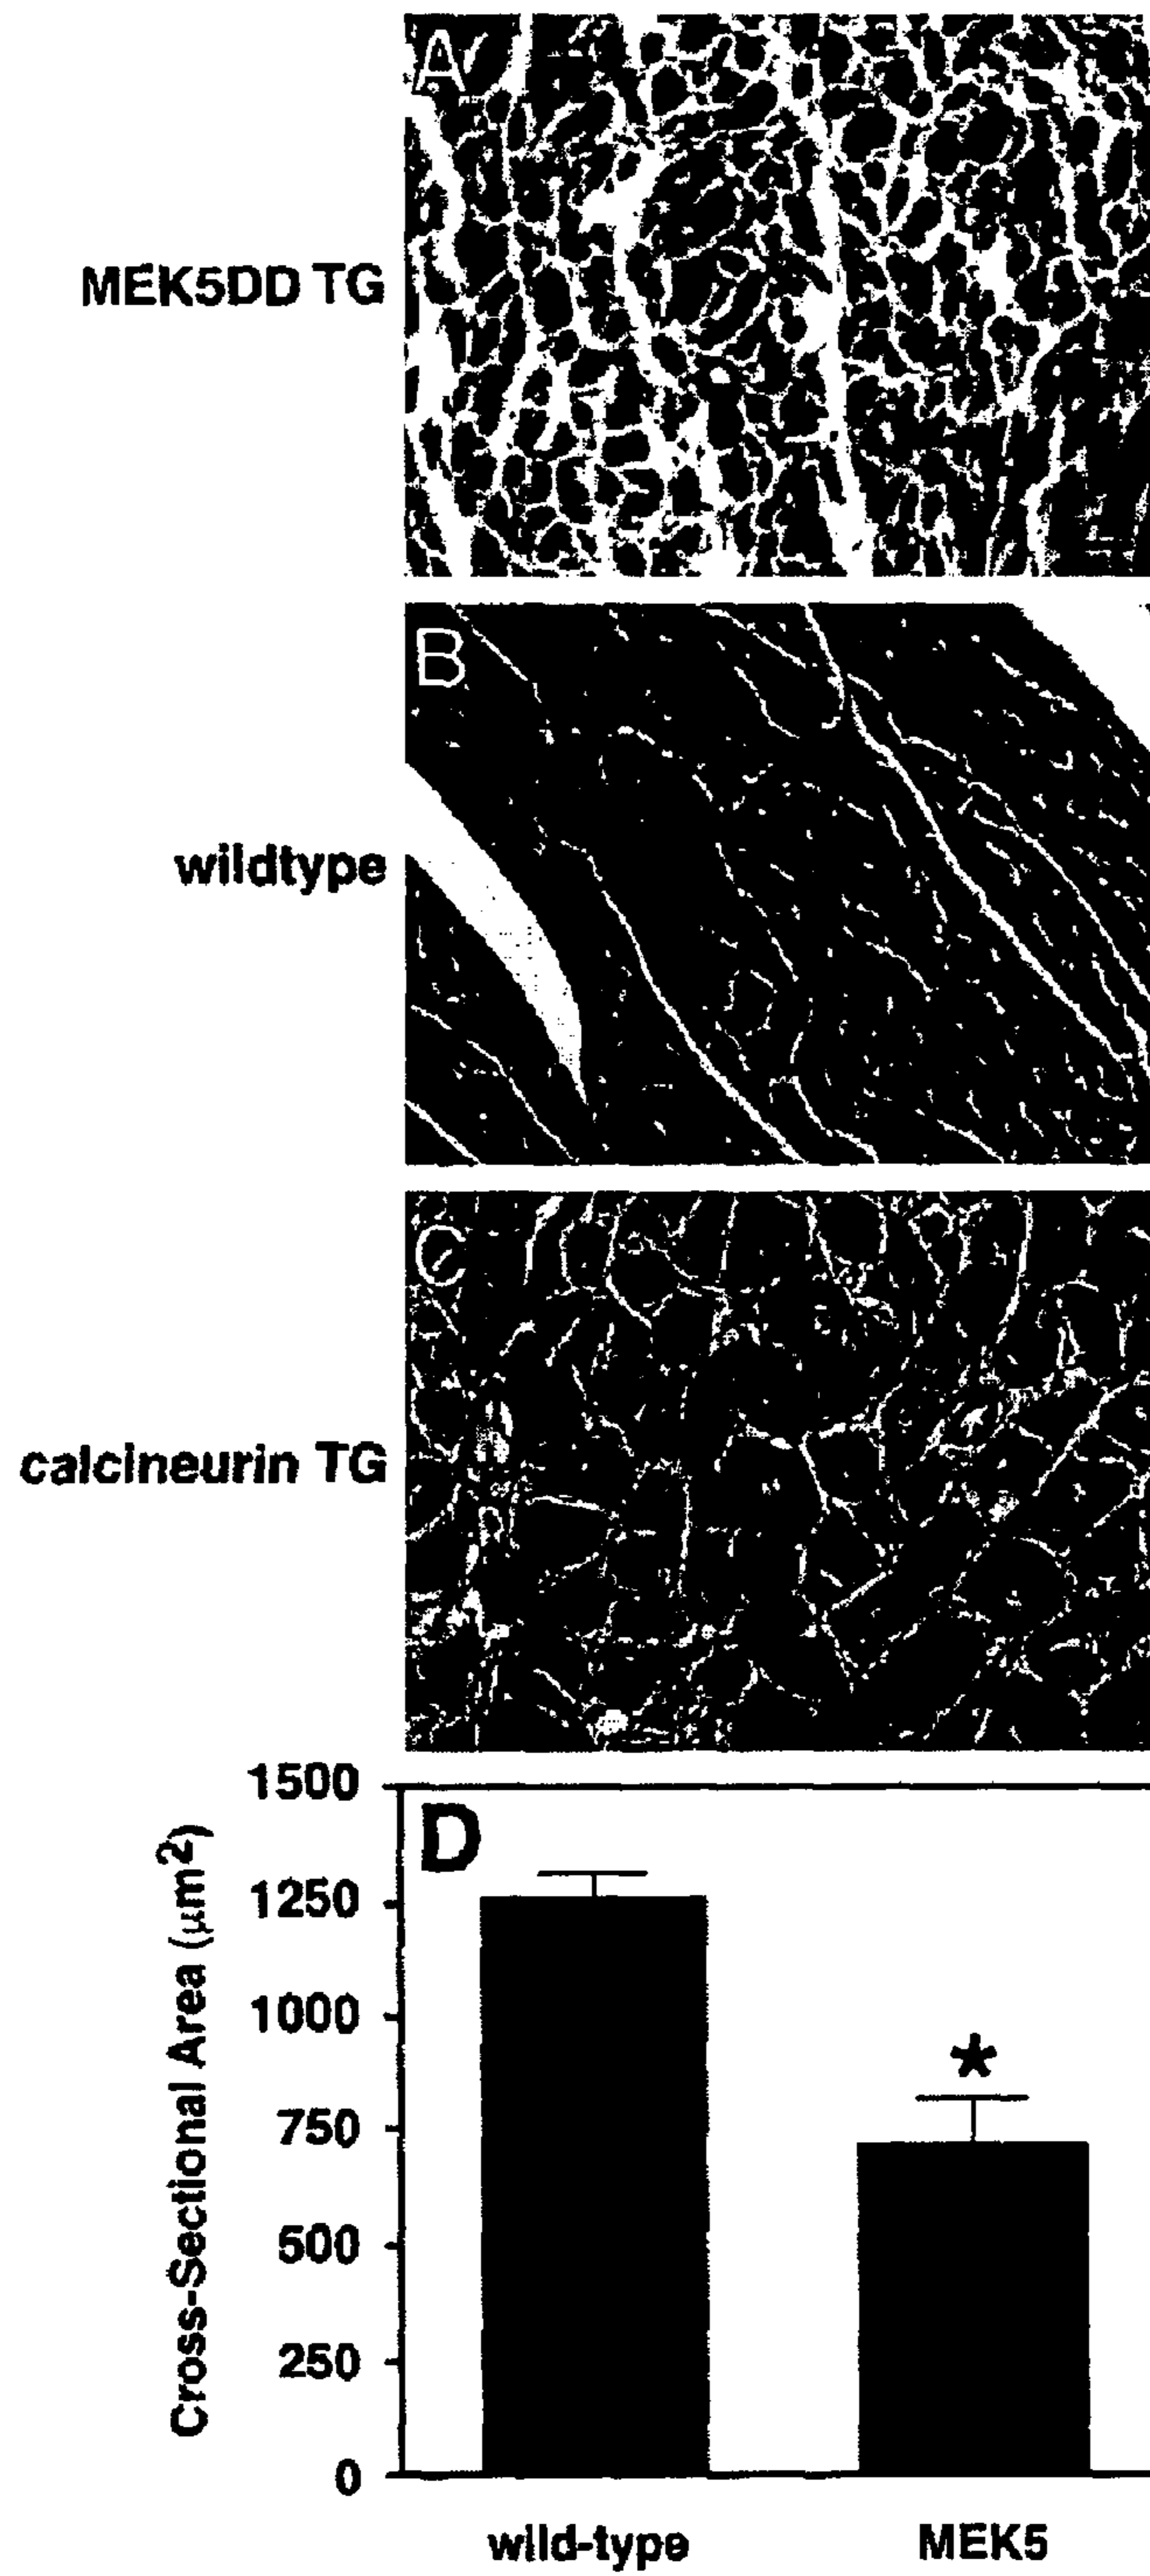 A
MEK5DD TG
B
wildtype
C
calcineurin TG
D
Cross-Sectional Area (μm²)
1500
1250
1000
750
500
250
0
*
wild-type
MEK5